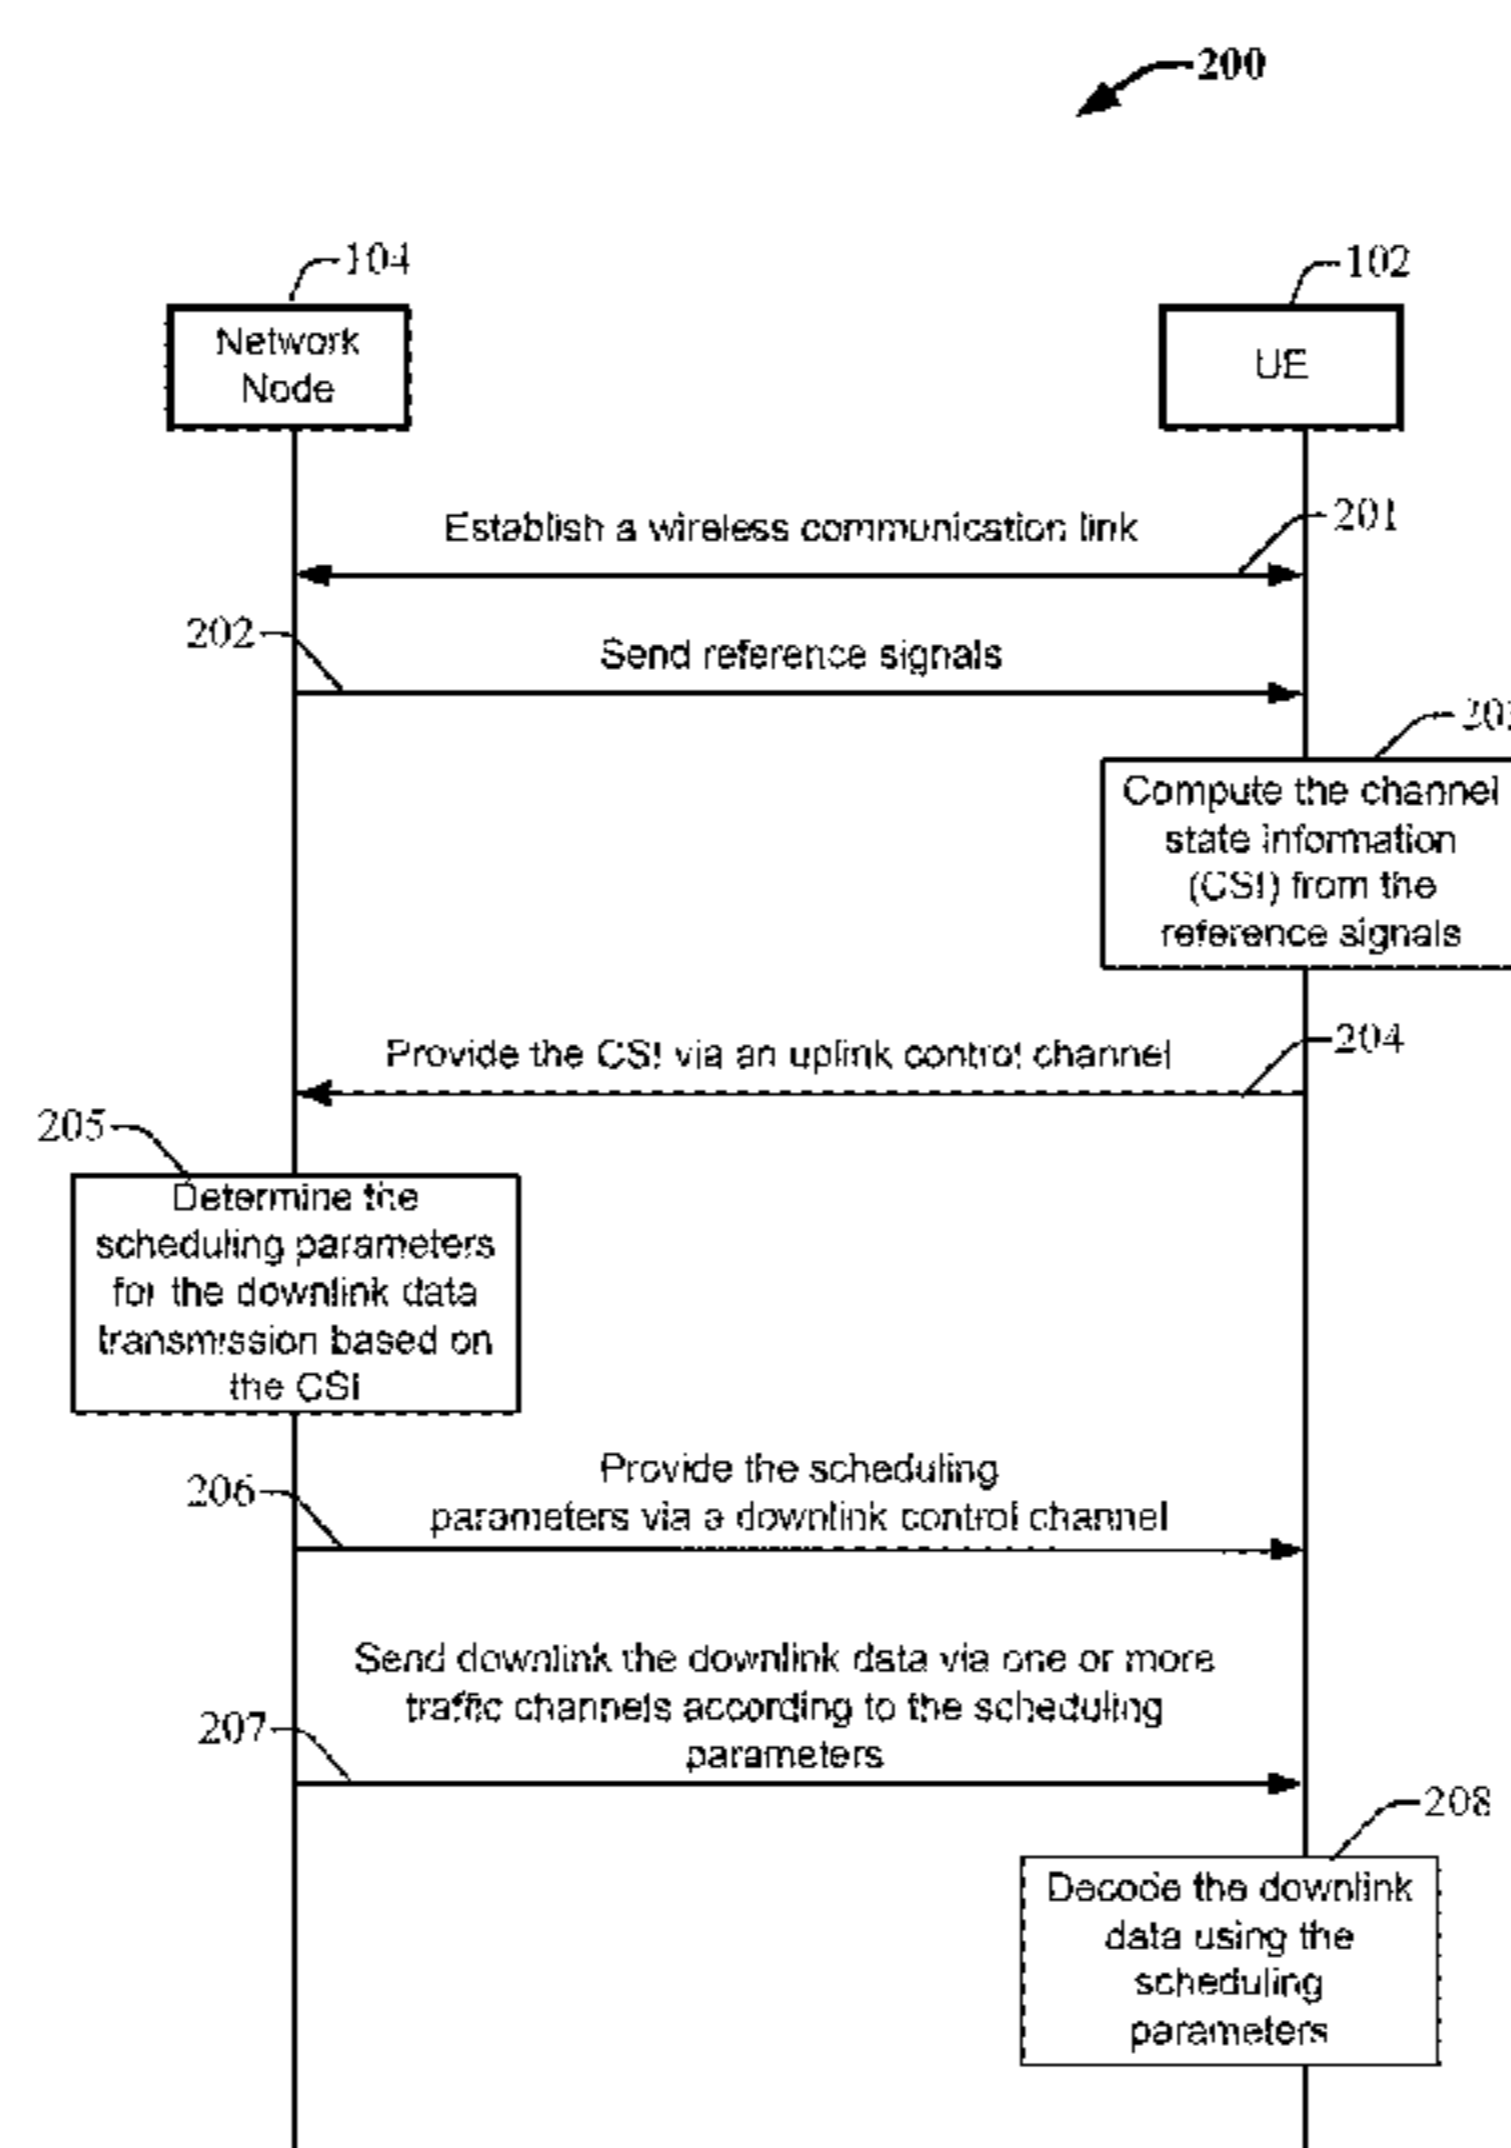 200
104
102
Network
Node
UE
Establish a wireless communication link
201
202
Send reference signals
Compute the channel
state information
(CSI) from the
reference signals
Provide the CSI via an uplink control channel
204
205
Determine the
scheduling parameters
for the downlink data
transmission based on
the CSI
Provide the scheduling
206
parameters via a downlink control channel
Send downlink the downlink data via one or more
traffic channels according to the scheduling
207
parameters
208
Decode the downlink
data using the
scheduling
parameters